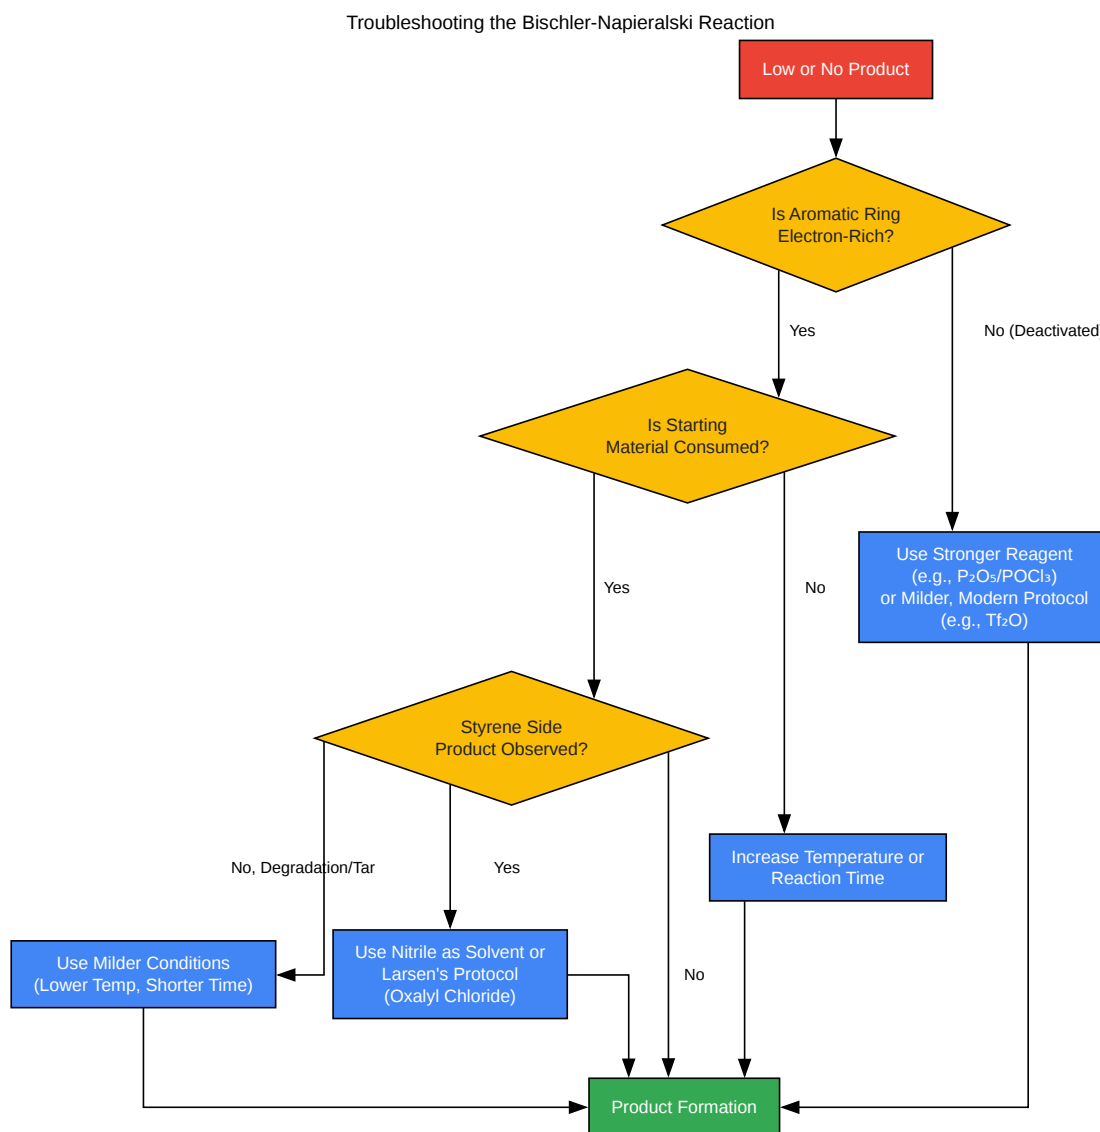 Troubleshooting the Bischler-Napieralski Reaction
Low or No Product
Is Aromatic Ring
Electron-Rich?
Yes
No (Deactivated)
Is Starting
Material Consumed?
Use Stronger Reagent
(e.g., P₂O₅/POCl₃)
or Milder, Modern Protocol
(e.g., Tf₂O)
Yes
No
Styrene Side
Product Observed?
Increase Temperature or
Reaction Time
No, Degradation/Tar
Yes
Use Milder Conditions
(Lower Temp, Shorter Time)
Use Nitrile as Solvent or
Larsen's Protocol
(Oxalyl Chloride)
No
Product Formation